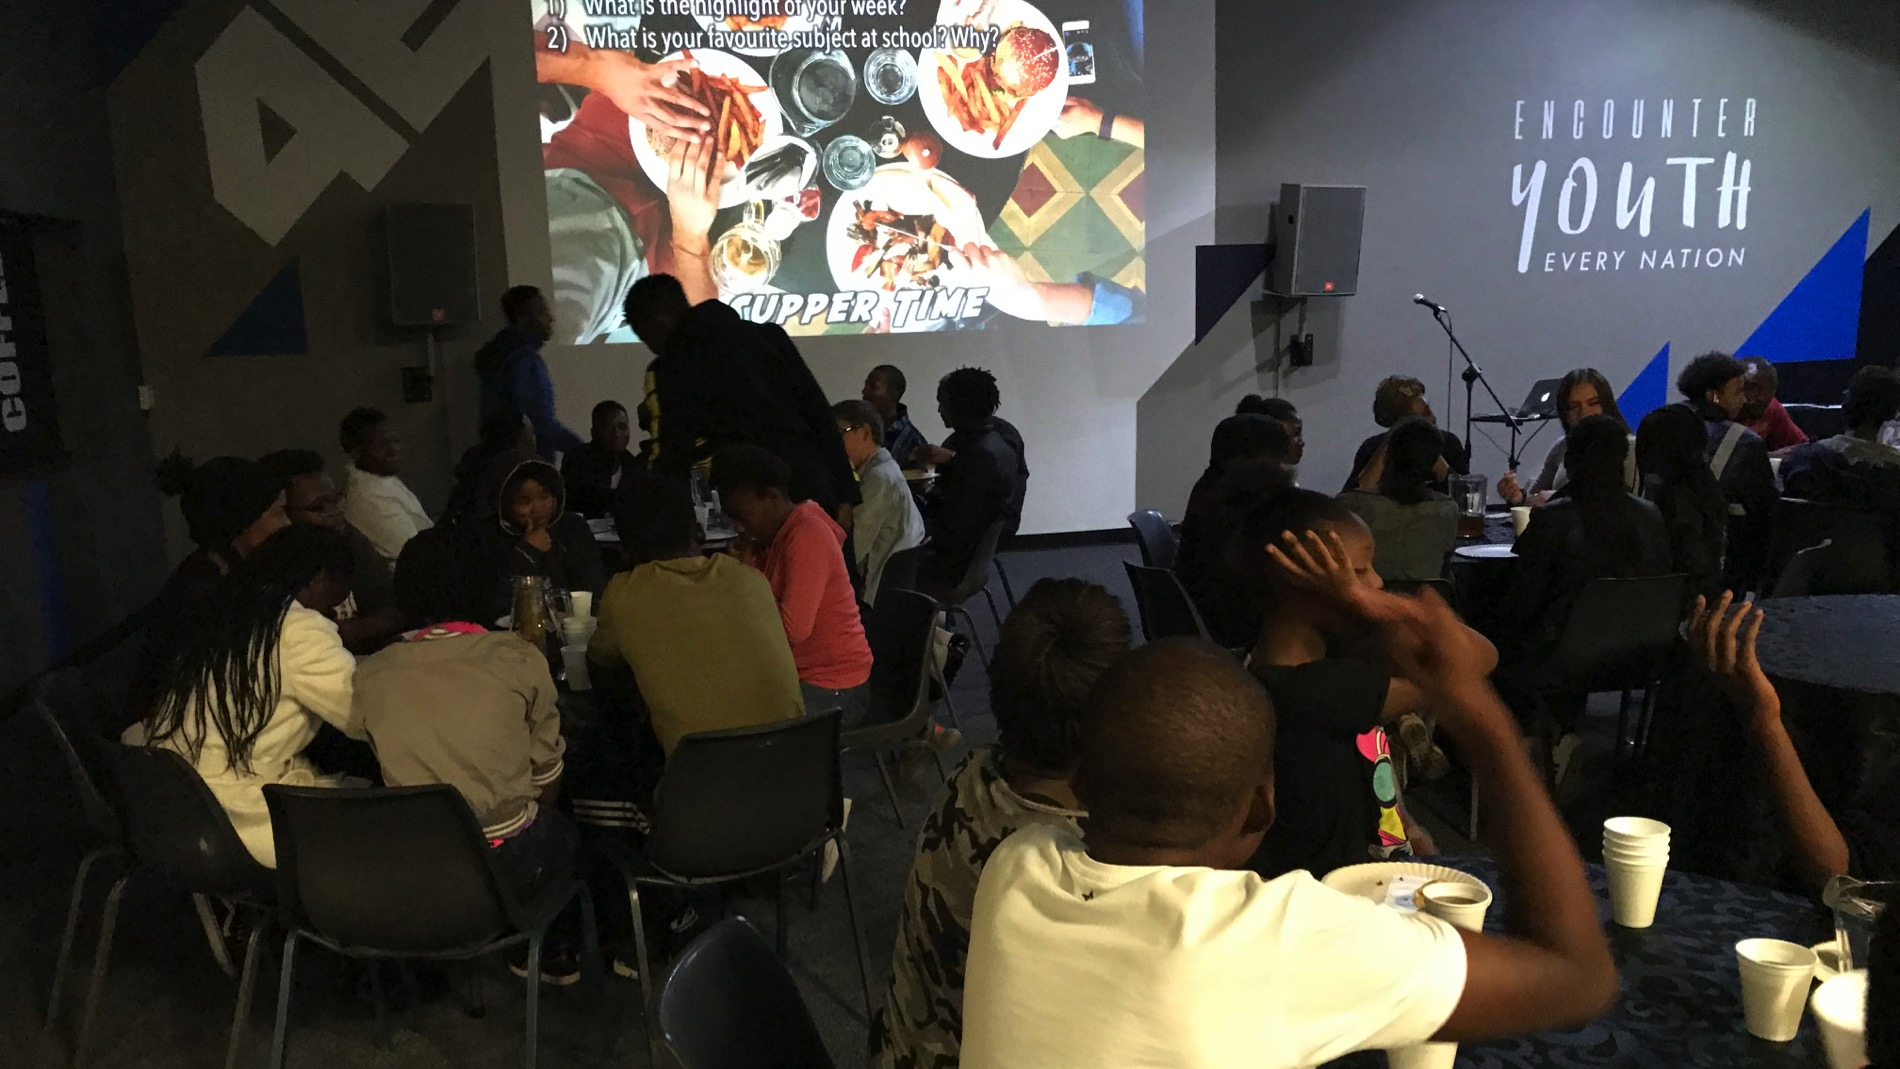 1) What is the highlight of your week?
2) What is your favourite subject at school? Why?
SUPPER TIME
ENCOUNTER
YOUTH
EVERY NATION